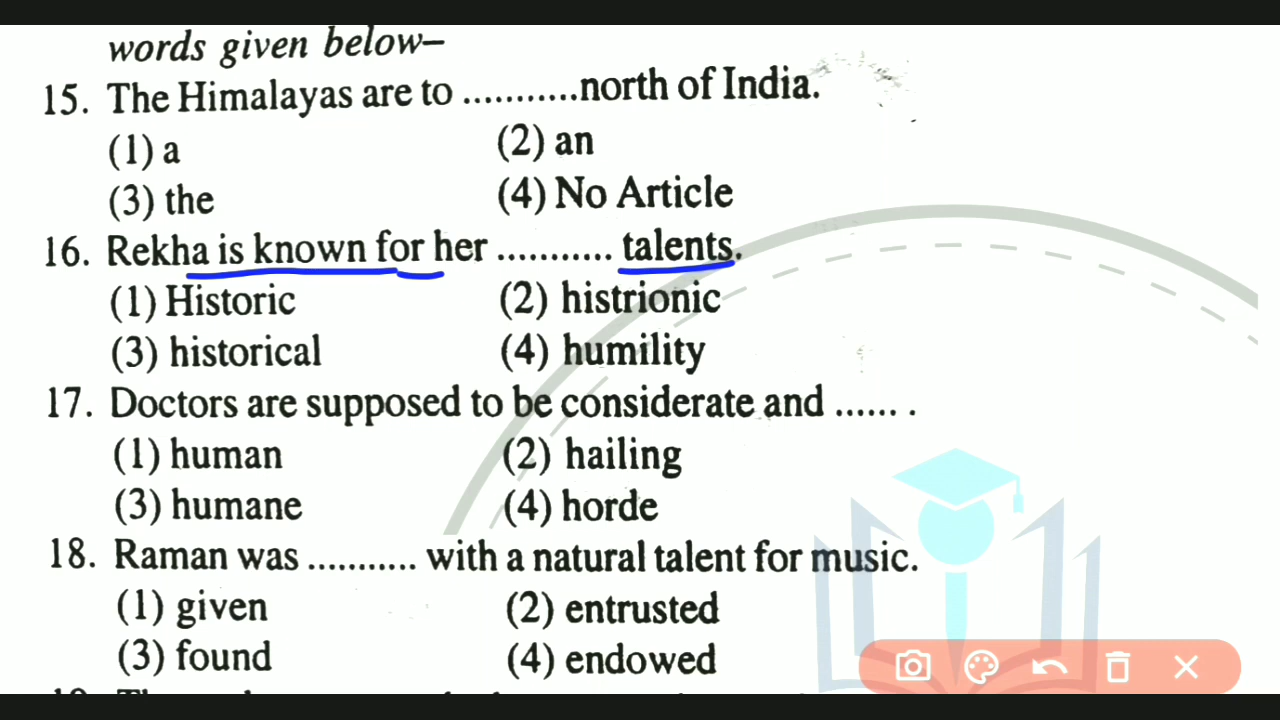 words given below–
15. The Himalayas are to ...........north of India.
(1) a (2) an
(3) the (4) No Article
16. Rekha is known for her ........... talents.
(1) Historic (2) histrionic
(3) historical (4) humility
17. Doctors are supposed to be considerate and ...... .
(1) human (2) hailing
(3) humane (4) horde
18. Raman was ........... with a natural talent for music.
(1) given (2) entrusted
(3) found (4) endowed